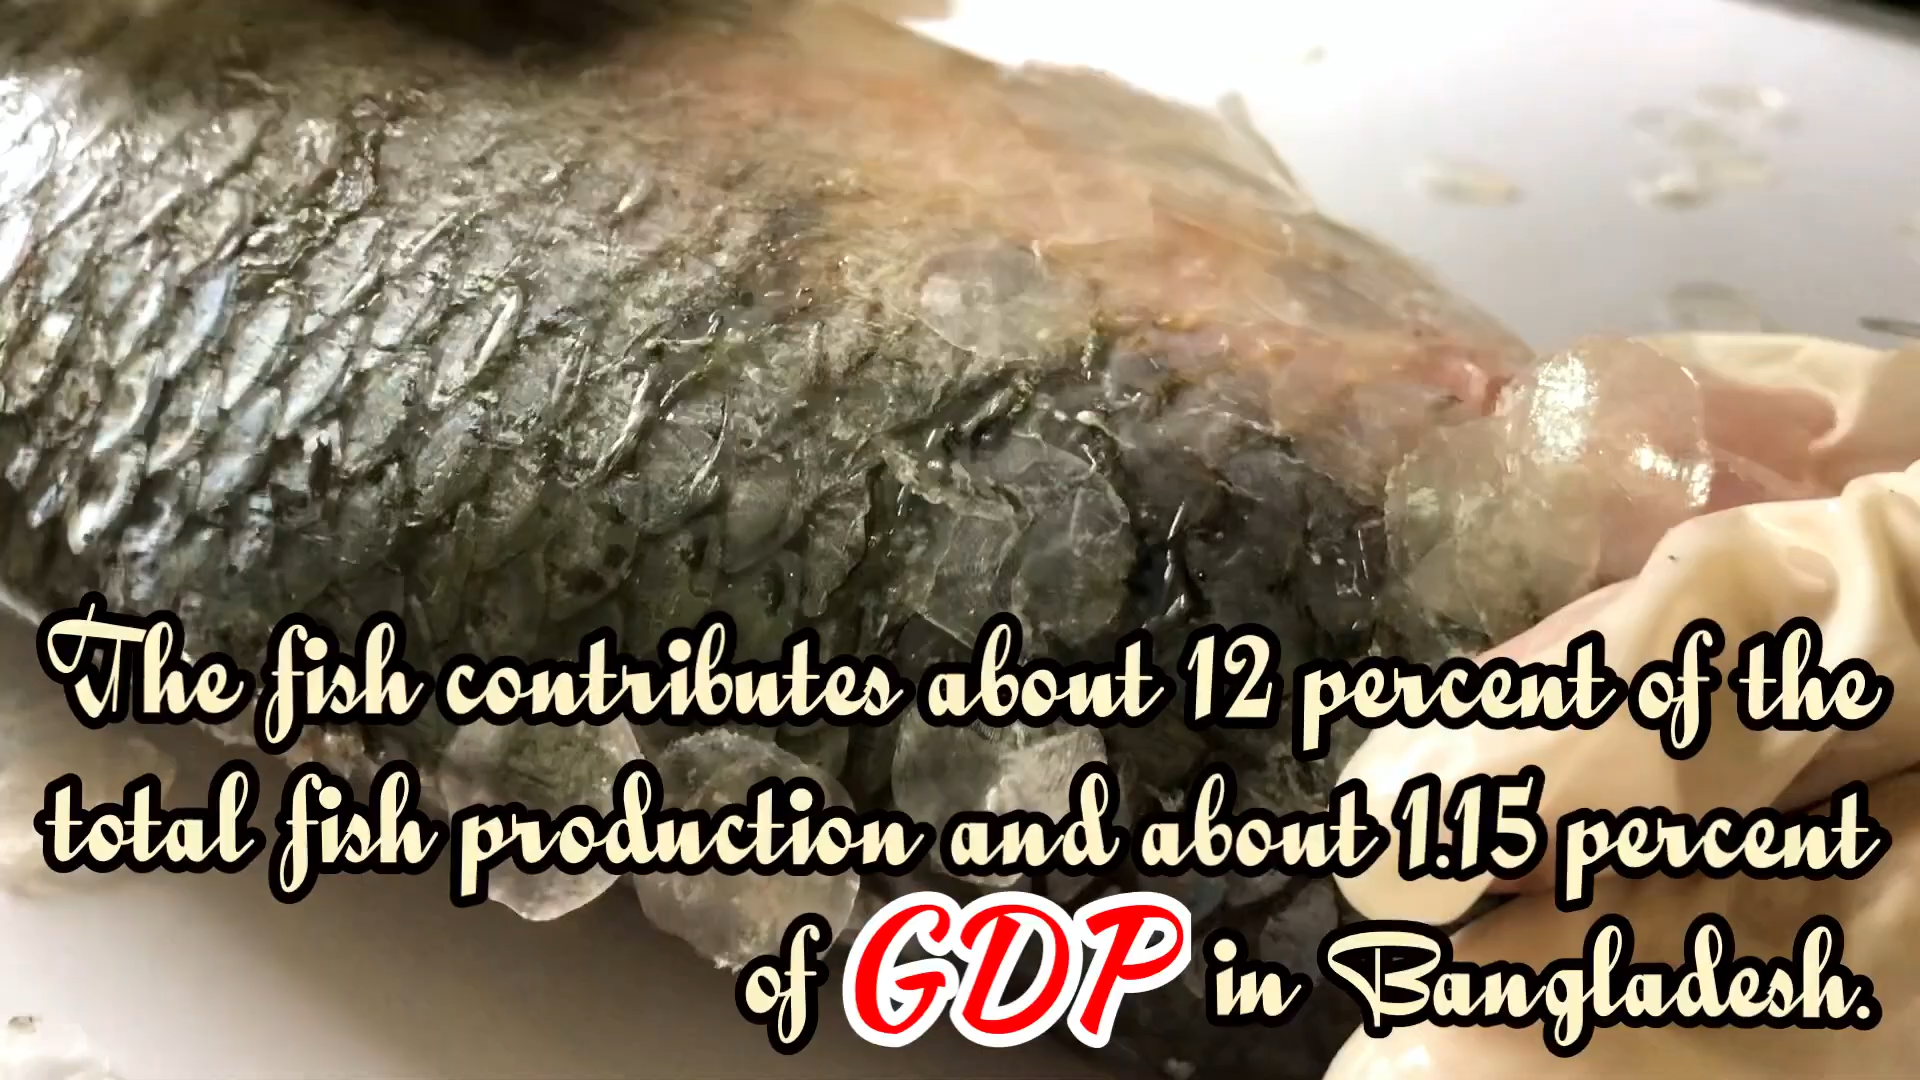 The fish contributes about 12 percent of the
total fish production and about 1.15 percent
of GDP in Bangladesh.